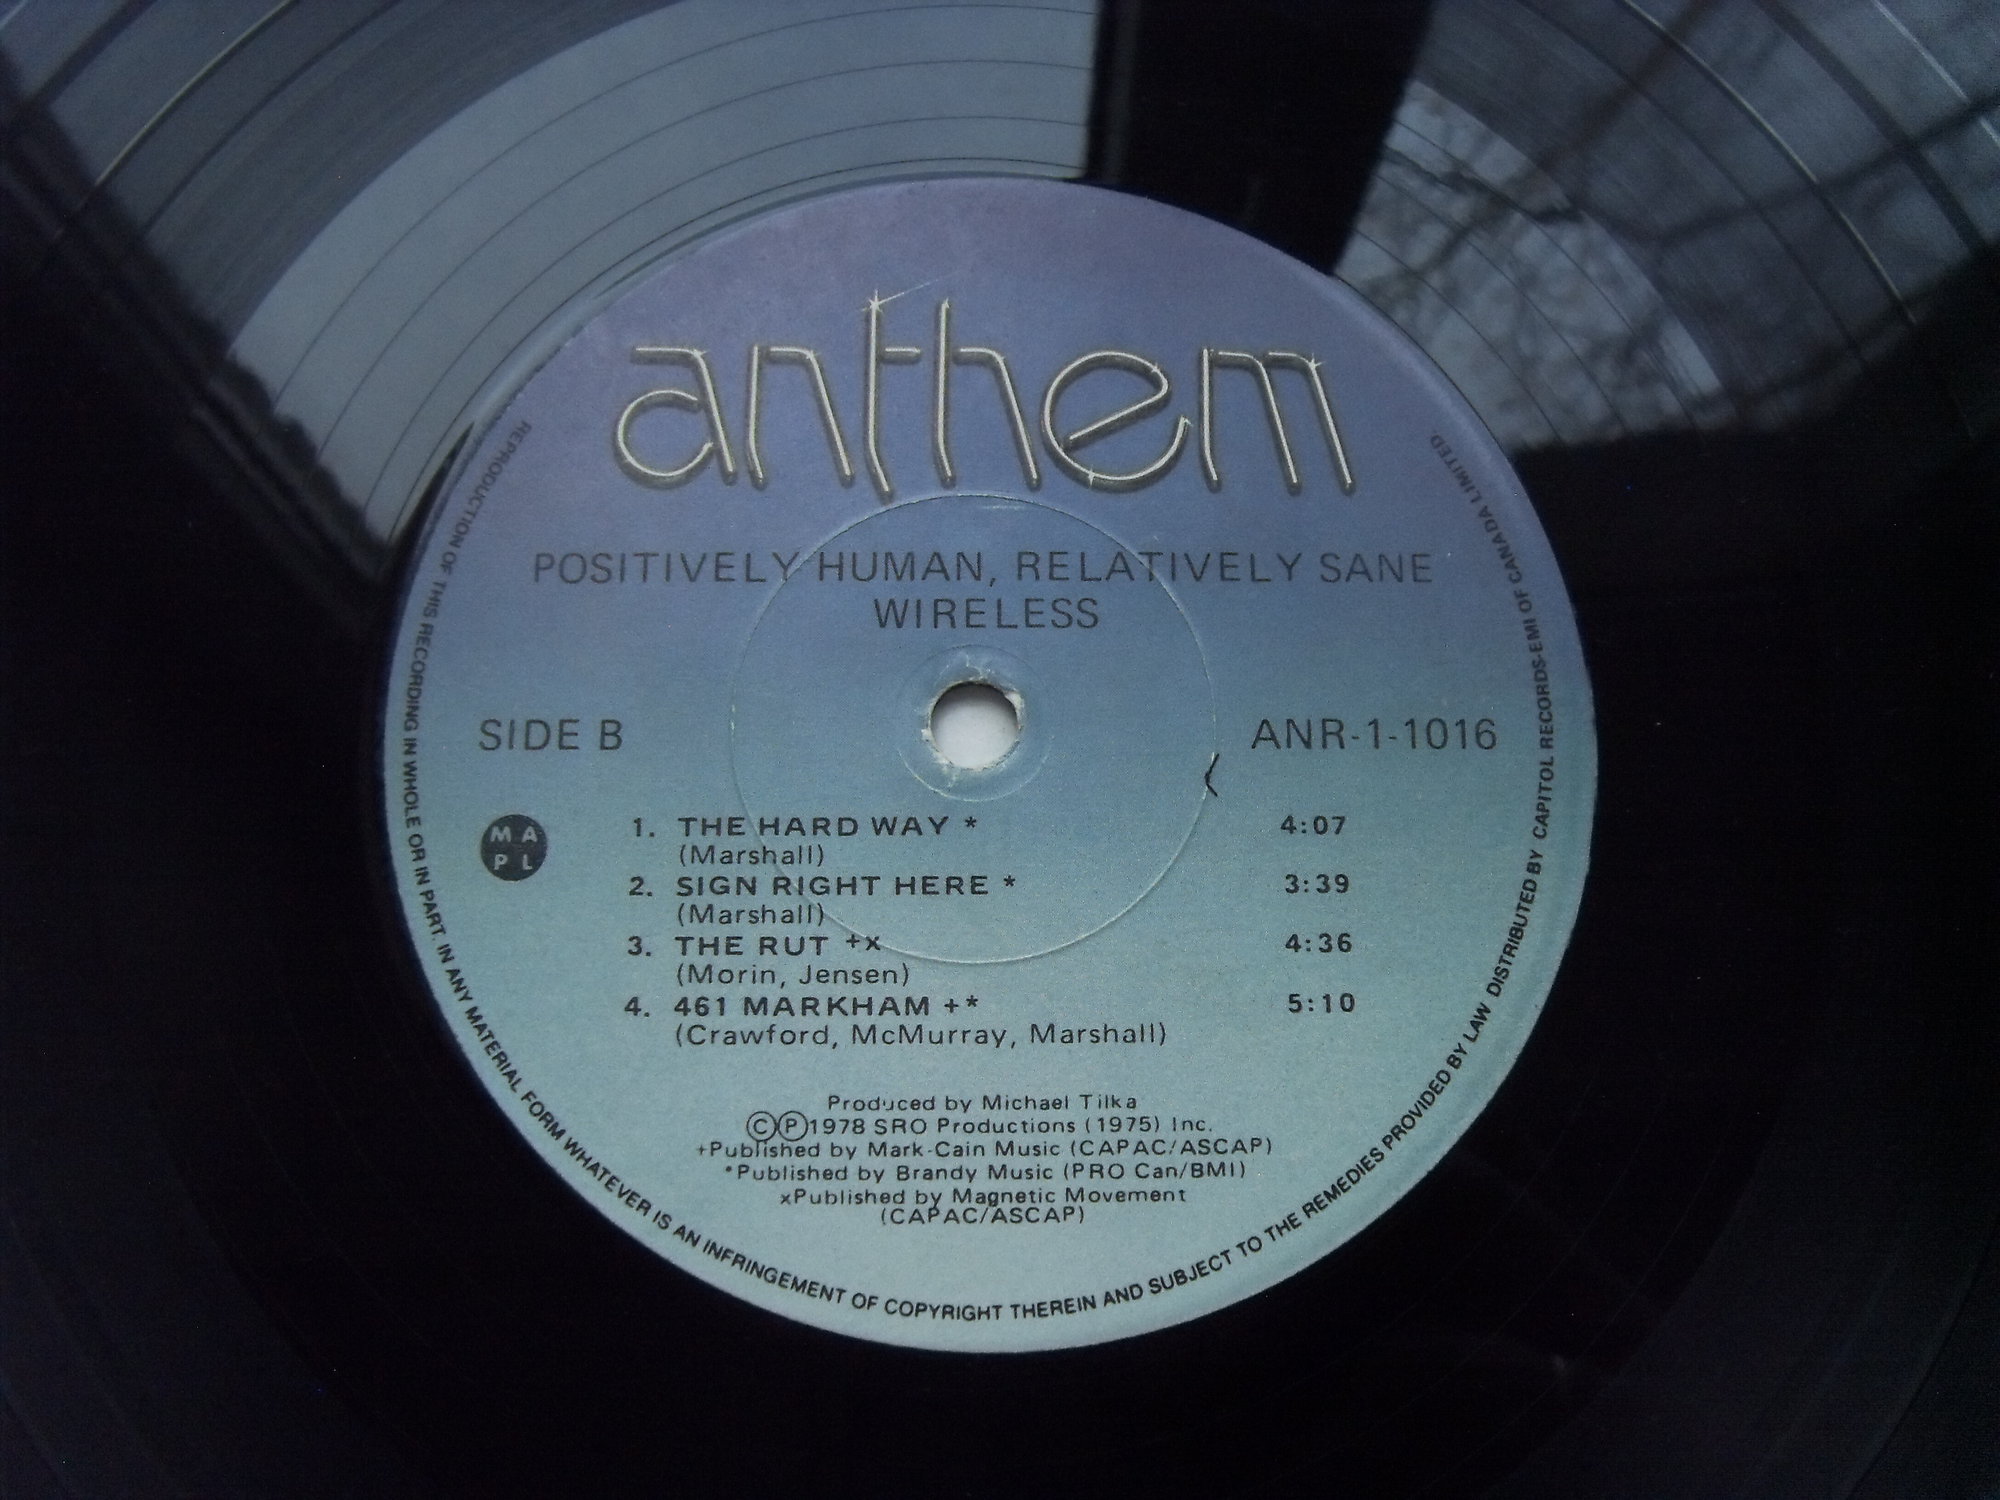 anthem
POSITIVELY HUMAN, RELATIVELY SANE
WIRELESS
SIDE B
ANR-1-1016
M A
P L
1. THE HARD WAY * 4:07
(Marshall)
2. SIGN RIGHT HERE * 3:39
(Marshall)
3. THE RUT +x 4:36
(Morin, Jensen)
4. 461 MARKHAM +* 5:10
(Crawford, McMurray, Marshall)
Produced by Michael Tilka
ⒸⓅ1978 SRO Productions (1975) Inc.
+Published by Mark-Cain Music (CAPAC/ASCAP)
*Published by Brandy Music (PRO Can/BMI)
xPublished by Magnetic Movement
(CAPAC/ASCAP)
REPRODUCTION OF THIS RECORDING IN WHOLE OR IN PART. IN ANY MATERIAL FORM WHATEVER IS AN INFRINGEMENT OF COPYRIGHT THEREIN AND SUBJECT TO THE REMEDIES PROVIDED BY LAW DISTRIBUTED BY CAPITOL RECORDS-EMI OF CANADA LIMITED.